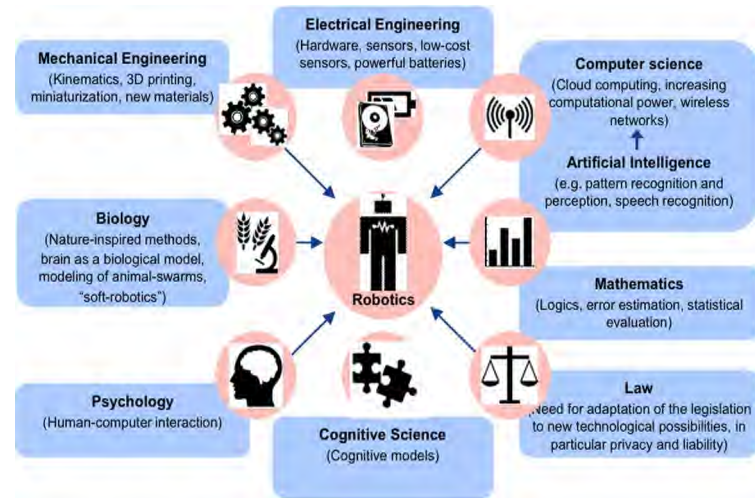 Electrical Engineering
(Hardware, sensors, low-cost
sensors, powerful batteries)
Mechanical Engineering
(Kinematics, 3D printing,
miniaturization, new materials)
Computer science
(Cloud computing, increasing
computational power, wireless
networks)
Artificial Intelligence
(e.g. pattern recognition and
perception, speech recognition)
Biology
(Nature-inspired methods,
brain as a biological model,
modeling of animal-swarms,
“soft-robotics”)
Robotics
Mathematics
(Logics, error estimation, statistical
evaluation)
Psychology
(Human-computer interaction)
Cognitive Science
(Cognitive models)
Law
(Need for adaptation of the legislation
to new technological possibilities, in
particular privacy and liability)